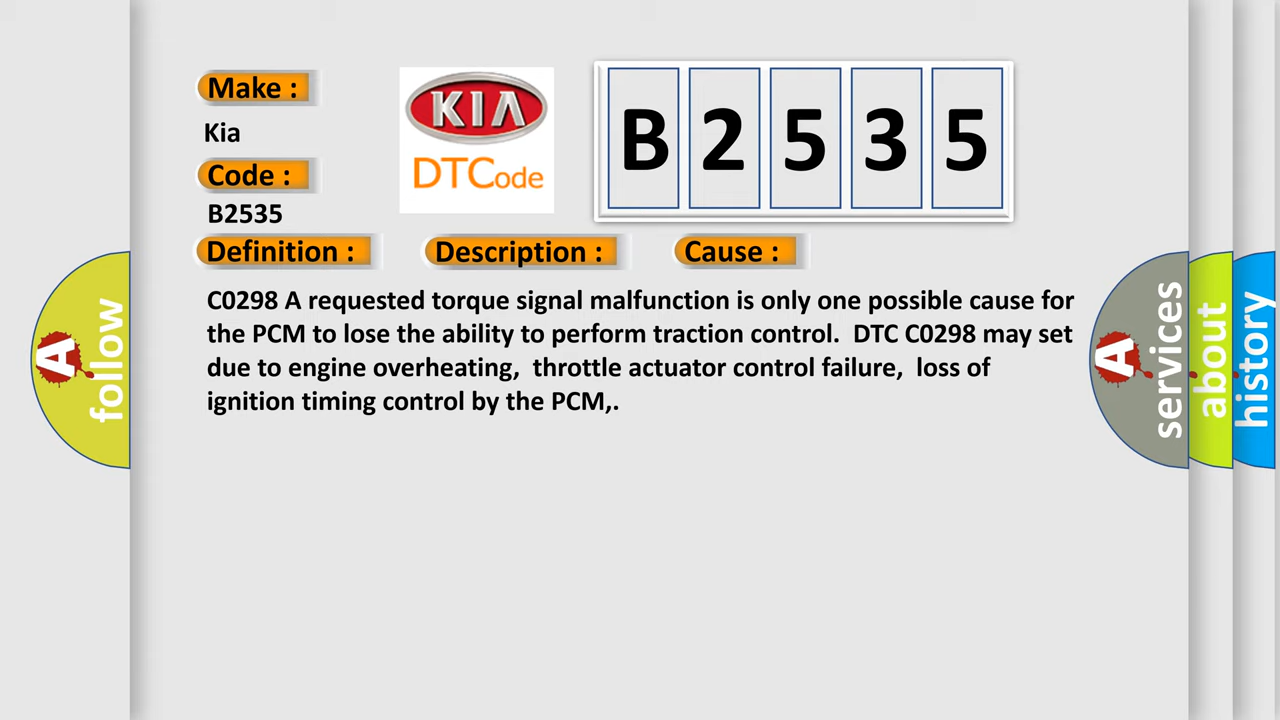 Make :
Kia
Code :
B2535
KIA
DTCode
B 2 5 3 5
Definition :
Description :
Cause :
C0298 A requested torque signal malfunction is only one possible cause for
the PCM to lose the ability to perform traction control. DTC C0298 may set
due to engine overheating, throttle actuator control failure, loss of
ignition timing control by the PCM,.
A follow
A services
about
history